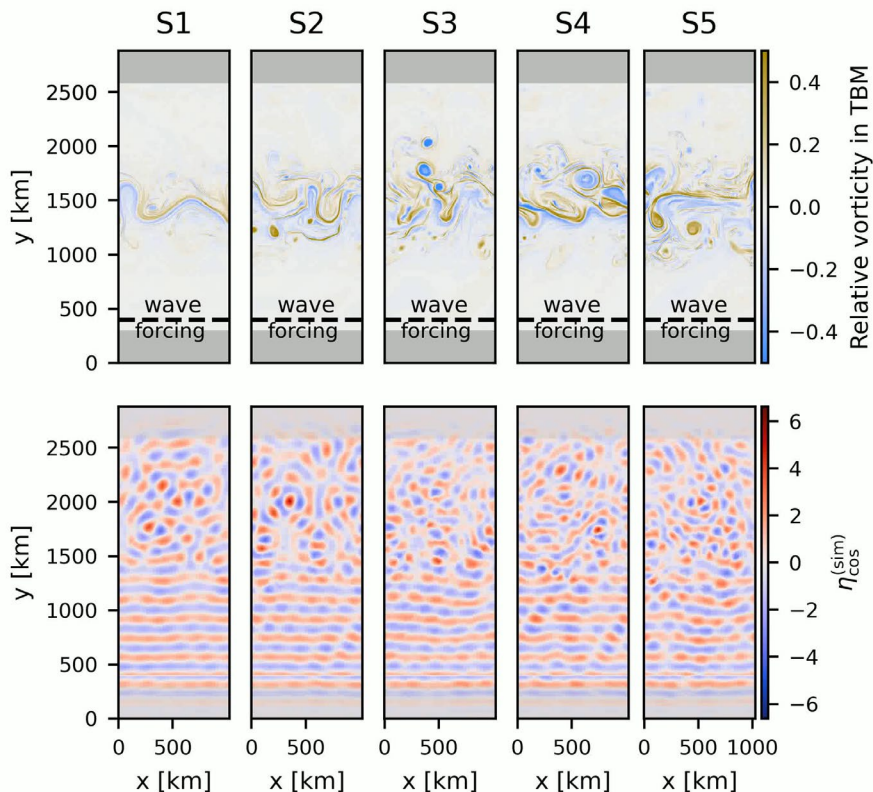 S1 S2 S3 S4 S5
2500
2000
1500
1000
500
0
y [km]
wave wave wave wave wave
forcing forcing forcing forcing forcing
0.4
0.2
0.0
−0.2
−0.4
Relative vorticity in TBM
2500
2000
1500
1000
500
0
y [km]
0 500 0 500 0 500 0 500 0 500 1000
x [km] x [km] x [km] x [km] x [km]
6
4
2
0
−2
−4
−6
η_cos^(sim)